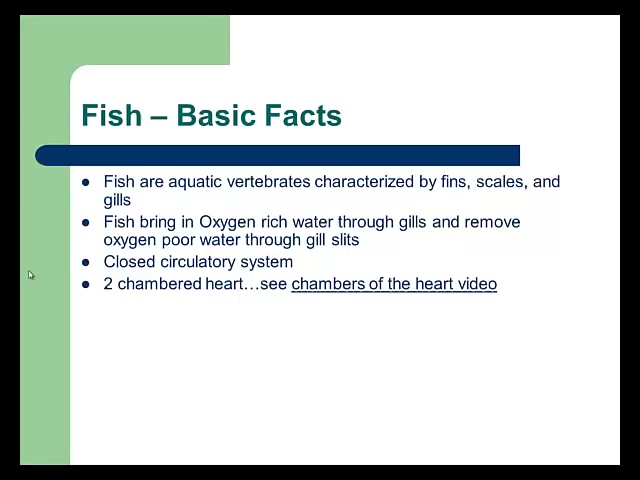 Fish – Basic Facts
● Fish are aquatic vertebrates characterized by fins, scales, and
gills
● Fish bring in Oxygen rich water through gills and remove
oxygen poor water through gill slits
● Closed circulatory system
● 2 chambered heart…see chambers of the heart video